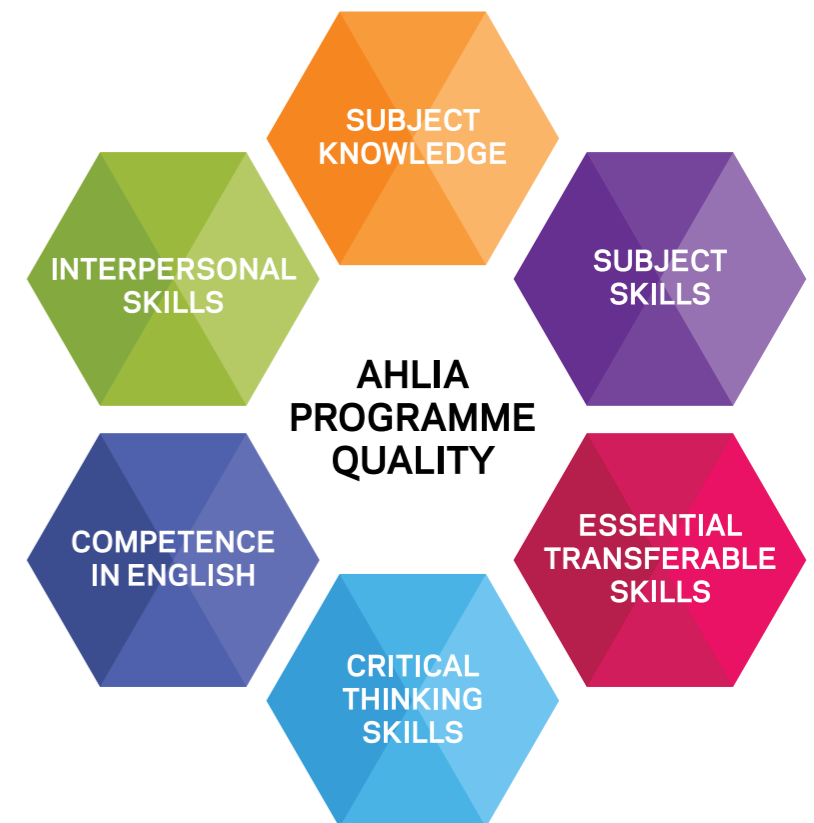 SUBJECT
KNOWLEDGE
SUBJECT
SKILLS
ESSENTIAL
TRANSFERABLE
SKILLS
CRITICAL
THINKING
SKILLS
COMPETENCE
IN ENGLISH
INTERPERSONAL
SKILLS
AHLIA
PROGRAMME
QUALITY